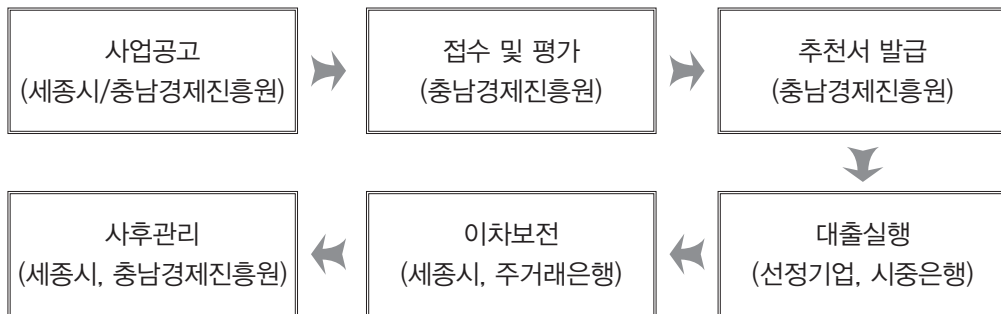 사업공고
(세종시/충남경제진흥원)
접수 및 평가
(충남경제진흥원)
추천서 발급
(충남경제진흥원)
대출실행
(선정기업, 시중은행)
이차보전
(세종시, 주거래은행)
사후관리
(세종시, 충남경제진흥원)